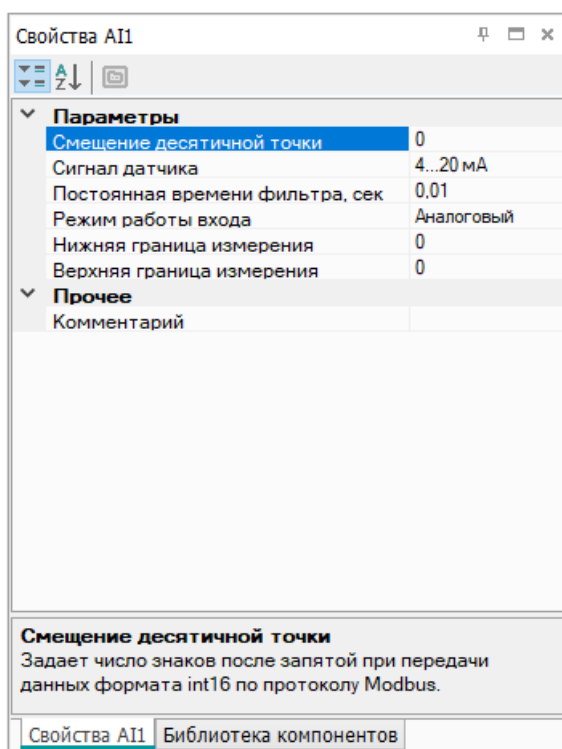 Свойства AI1
Параметры
Смещение десятичной точки 0
Сигнал датчика 4...20 мА
Постоянная времени фильтра, сек 0,01
Режим работы входа Аналоговый
Нижняя граница измерения 0
Верхняя граница измерения 0
Прочее
Комментарий
Смещение десятичной точки
Задает число знаков после запятой при передачи
данных формата int16 по протоколу Modbus.
Свойства AI1 Библиотека компонентов